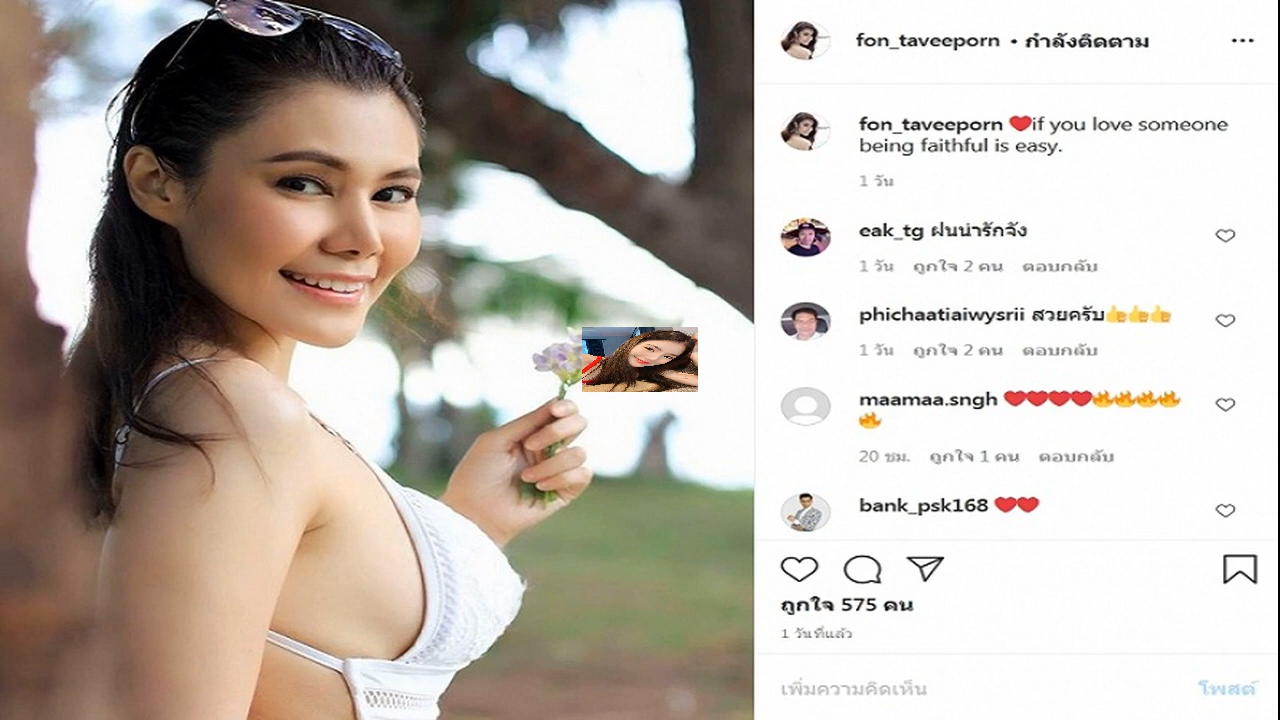 fon_taveeporn • กำลังติดตาม
fon_taveeporn ❤️if you love someone
being faithful is easy.
1 วัน
eak_tg ฝนน่ารักจัง
1 วัน ถูกใจ 2 คน ตอบกลับ
phichaatiaiwysrii สวยครับ👍👍👍
1 วัน ถูกใจ 2 คน ตอบกลับ
maamaa.sngh ❤️❤️❤️❤️🔥🔥🔥🔥
🔥
20 ชม. ถูกใจ 1 คน ตอบกลับ
bank_psk168 ❤️❤️
ถูกใจ 575 คน
1 วันที่แล้ว
เพิ่มความคิดเห็น โพสต์